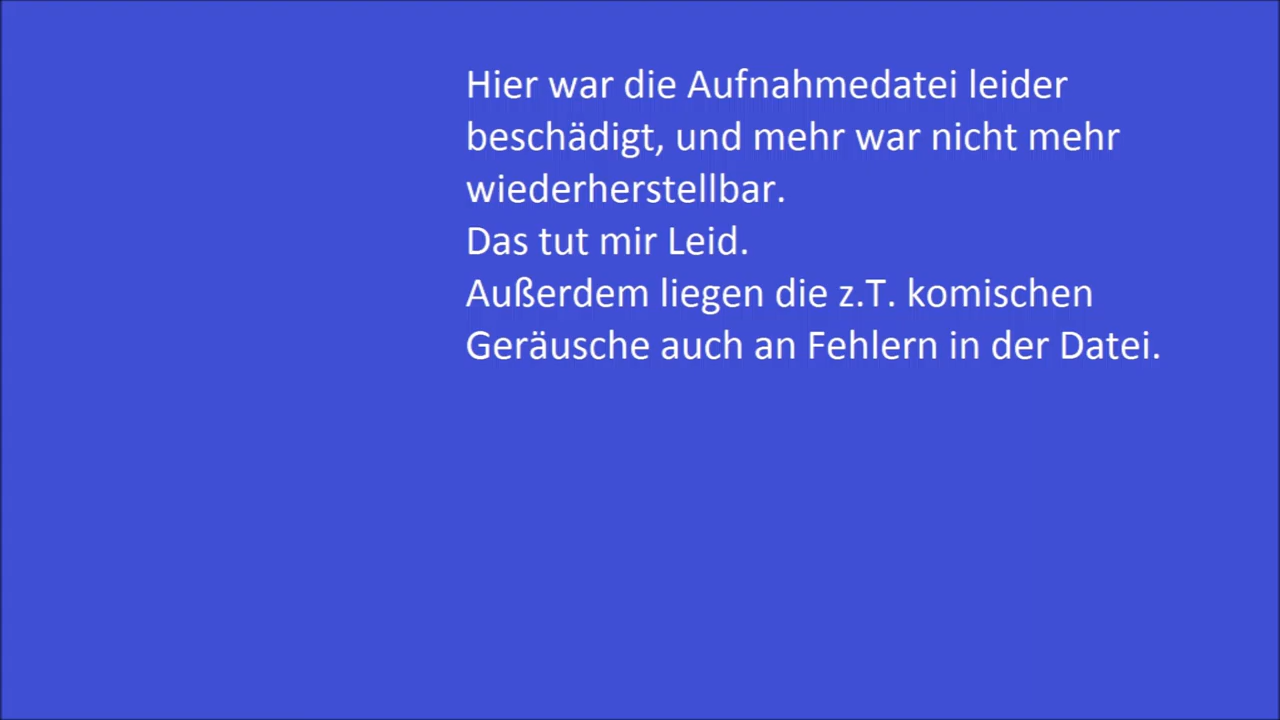 Hier war die Aufnahmedatei leider
beschädigt, und mehr war nicht mehr
wiederherstellbar.
Das tut mir Leid.
Außerdem liegen die z.T. komischen
Geräusche auch an Fehlern in der Datei.